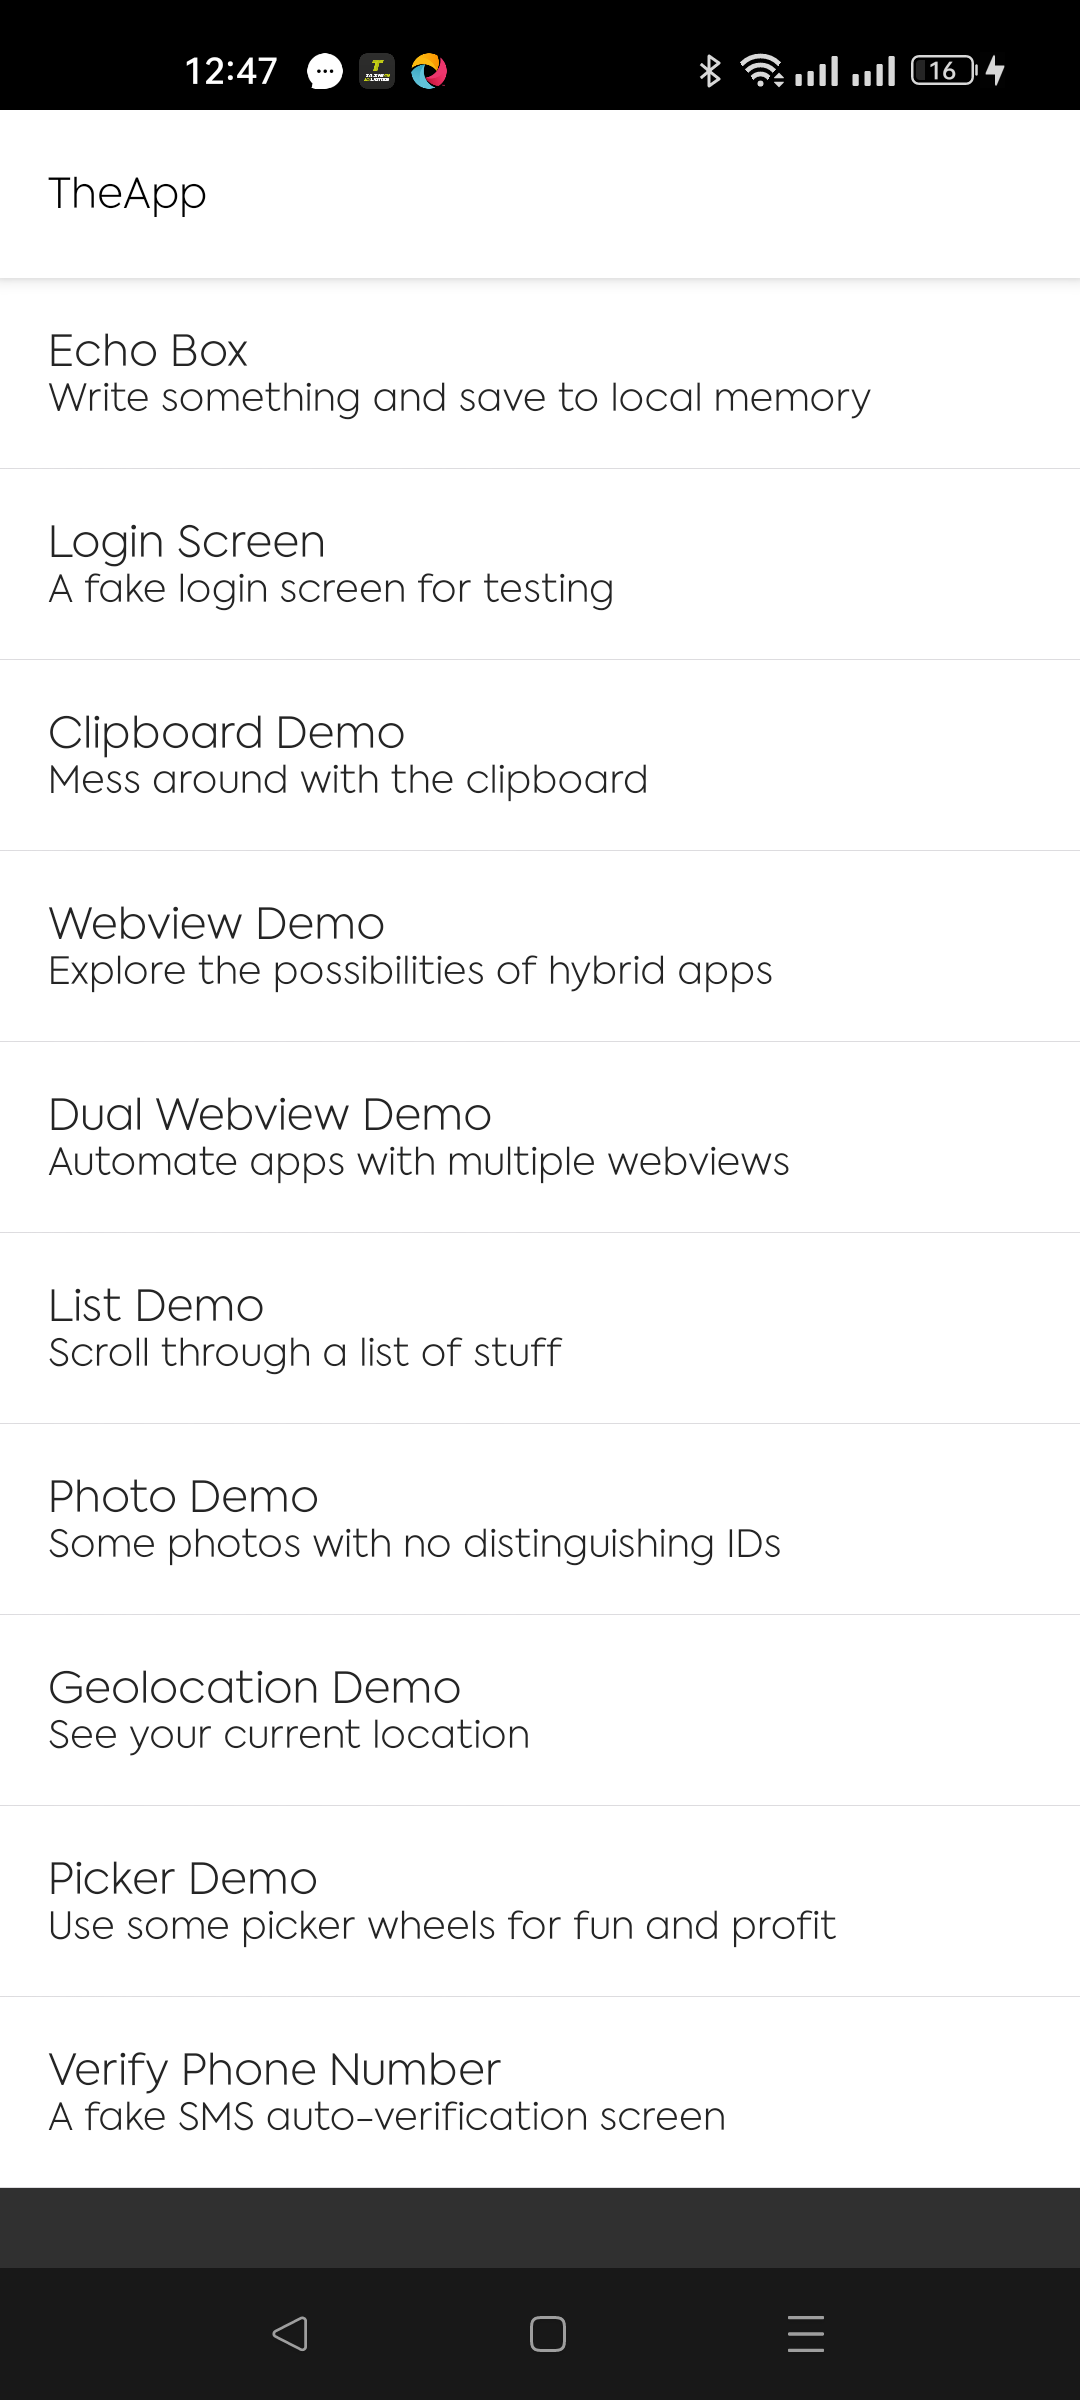 12:47
16
TheApp
Echo Box
Write something and save to local memory
Login Screen
A fake login screen for testing
Clipboard Demo
Mess around with the clipboard
Webview Demo
Explore the possibilities of hybrid apps
Dual Webview Demo
Automate apps with multiple webviews
List Demo
Scroll through a list of stuff
Photo Demo
Some photos with no distinguishing IDs
Geolocation Demo
See your current location
Picker Demo
Use some picker wheels for fun and profit
Verify Phone Number
A fake SMS auto-verification screen